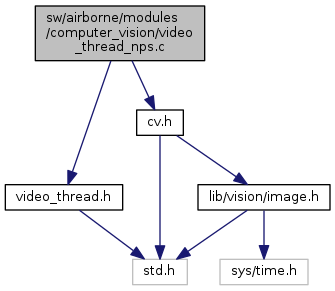 sw/airborne/modules
/computer_vision/video
_thread_nps.c
cv.h
video_thread.h
lib/vision/image.h
std.h
sys/time.h